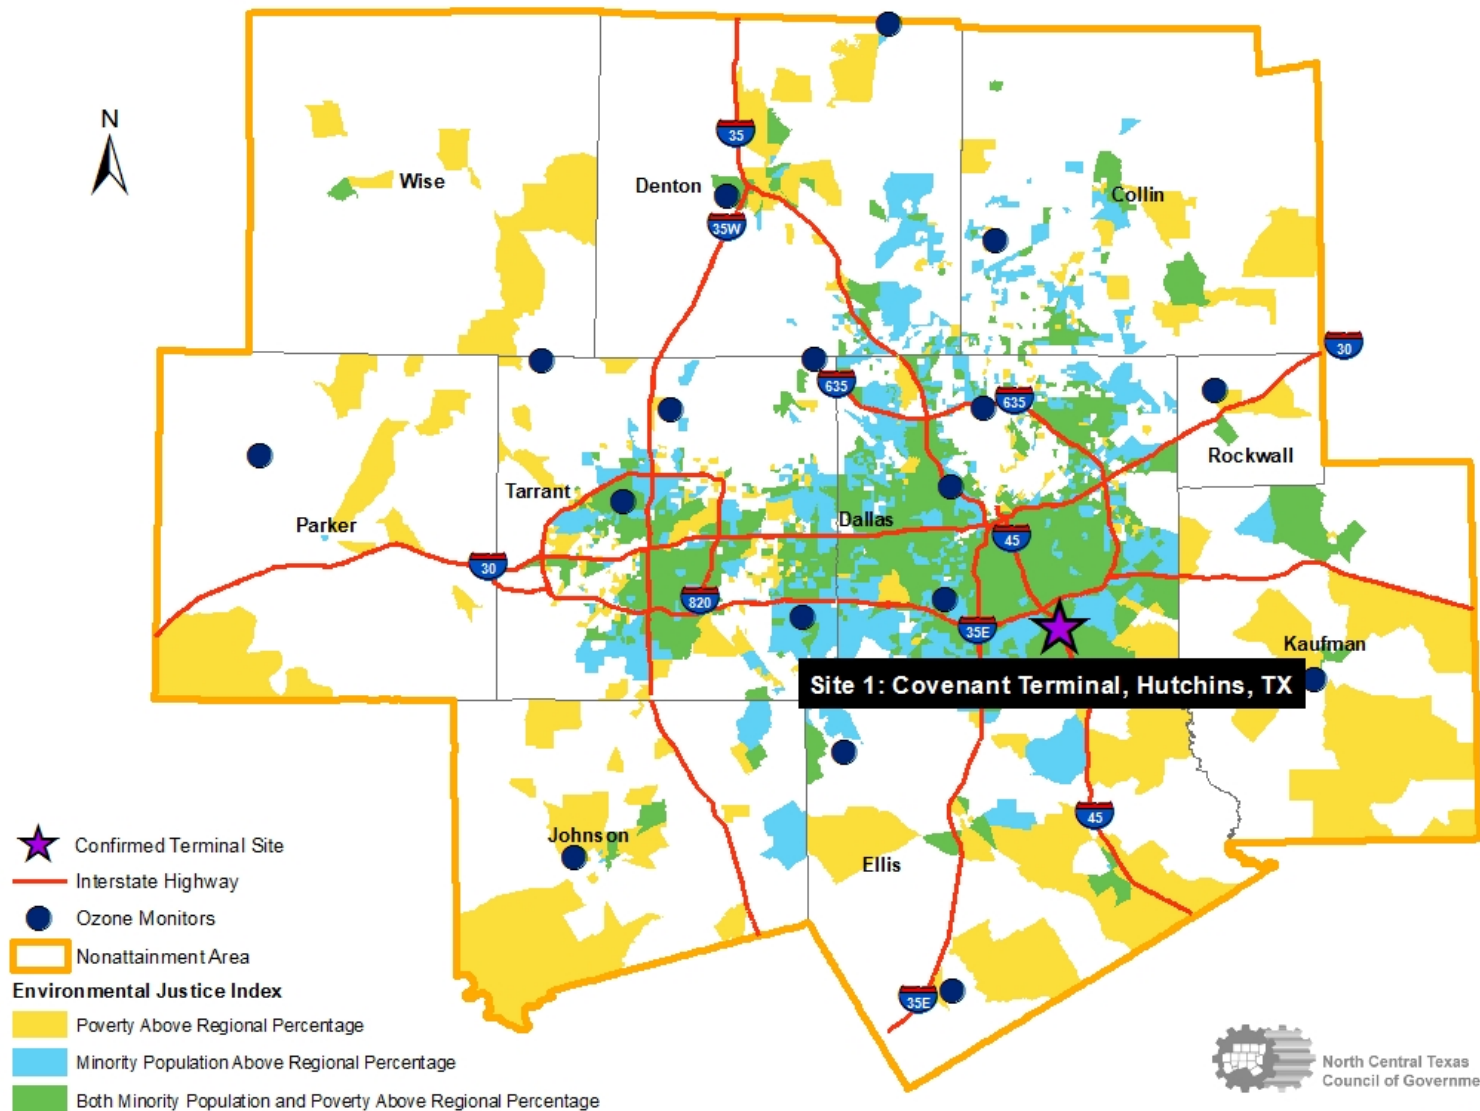 N
35
Wise
Denton
Collin
35W
30
635
635
Rockwall
Tarrant
Parker
Dallas
45
30
820
35E
Kaufman
Site 1: Covenant Terminal, Hutchins, TX
45
Johnson
Ellis
35E
Confirmed Terminal Site
Interstate Highway
Ozone Monitors
Nonattainment Area
Environmental Justice Index
Poverty Above Regional Percentage
Minority Population Above Regional Percentage
Both Minority Population and Poverty Above Regional Percentage
North Central Texas
Council of Governme